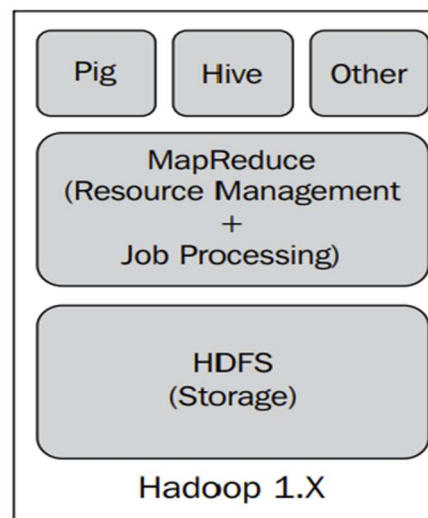 Pig Hive Other
MapReduce
(Resource Management
+
Job Processing)
HDFS
(Storage)
Hadoop 1.X